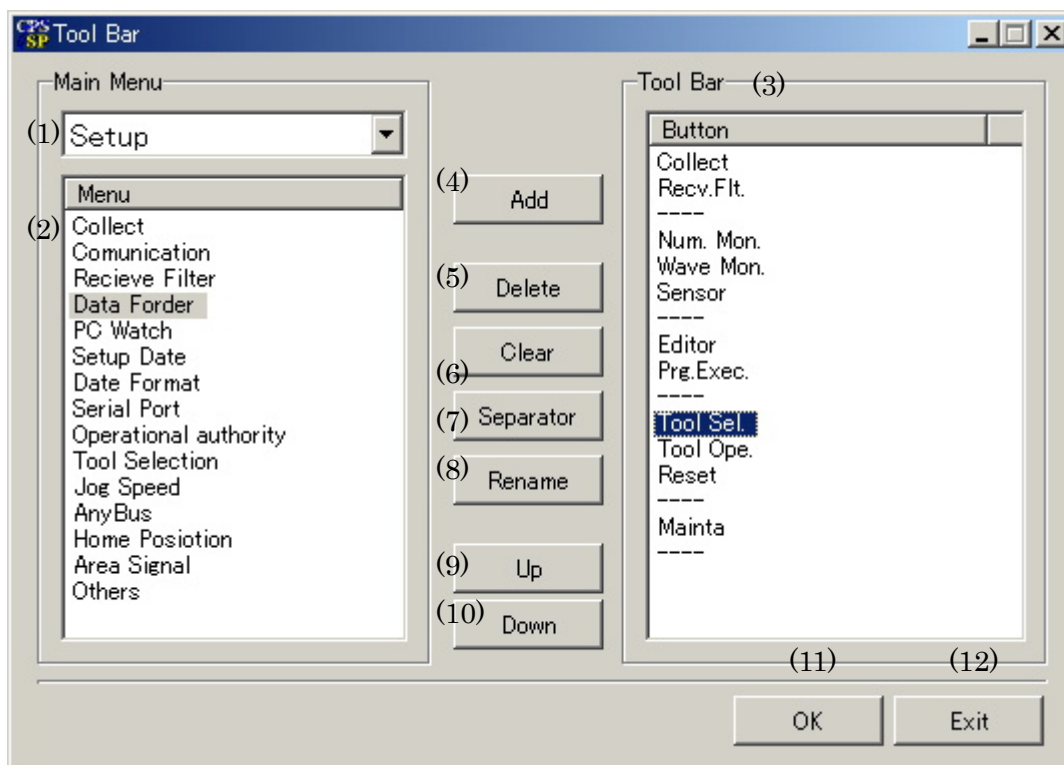 CPS SP Tool Bar
Main Menu
(1) Setup
Menu
(2) Collect
Comunication
Recieve Filter
Data Forder
PC Watch
Setup Date
Date Format
Serial Port
Operational authority
Tool Selection
Jog Speed
AnyBus
Home Posiotion
Area Signal
Others
(4) Add
(5) Delete
Clear
(6)
(7) Separator
(8) Rename
(9) Up
(10) Down
Tool Bar (3)
Button
Collect
Recv.Flt.
----
Num. Mon.
Wave Mon.
Sensor
----
Editor
Prg.Exec.
----
Tool Sel.
Tool Ope.
Reset
----
Mainta
----
(11) (12)
OK Exit